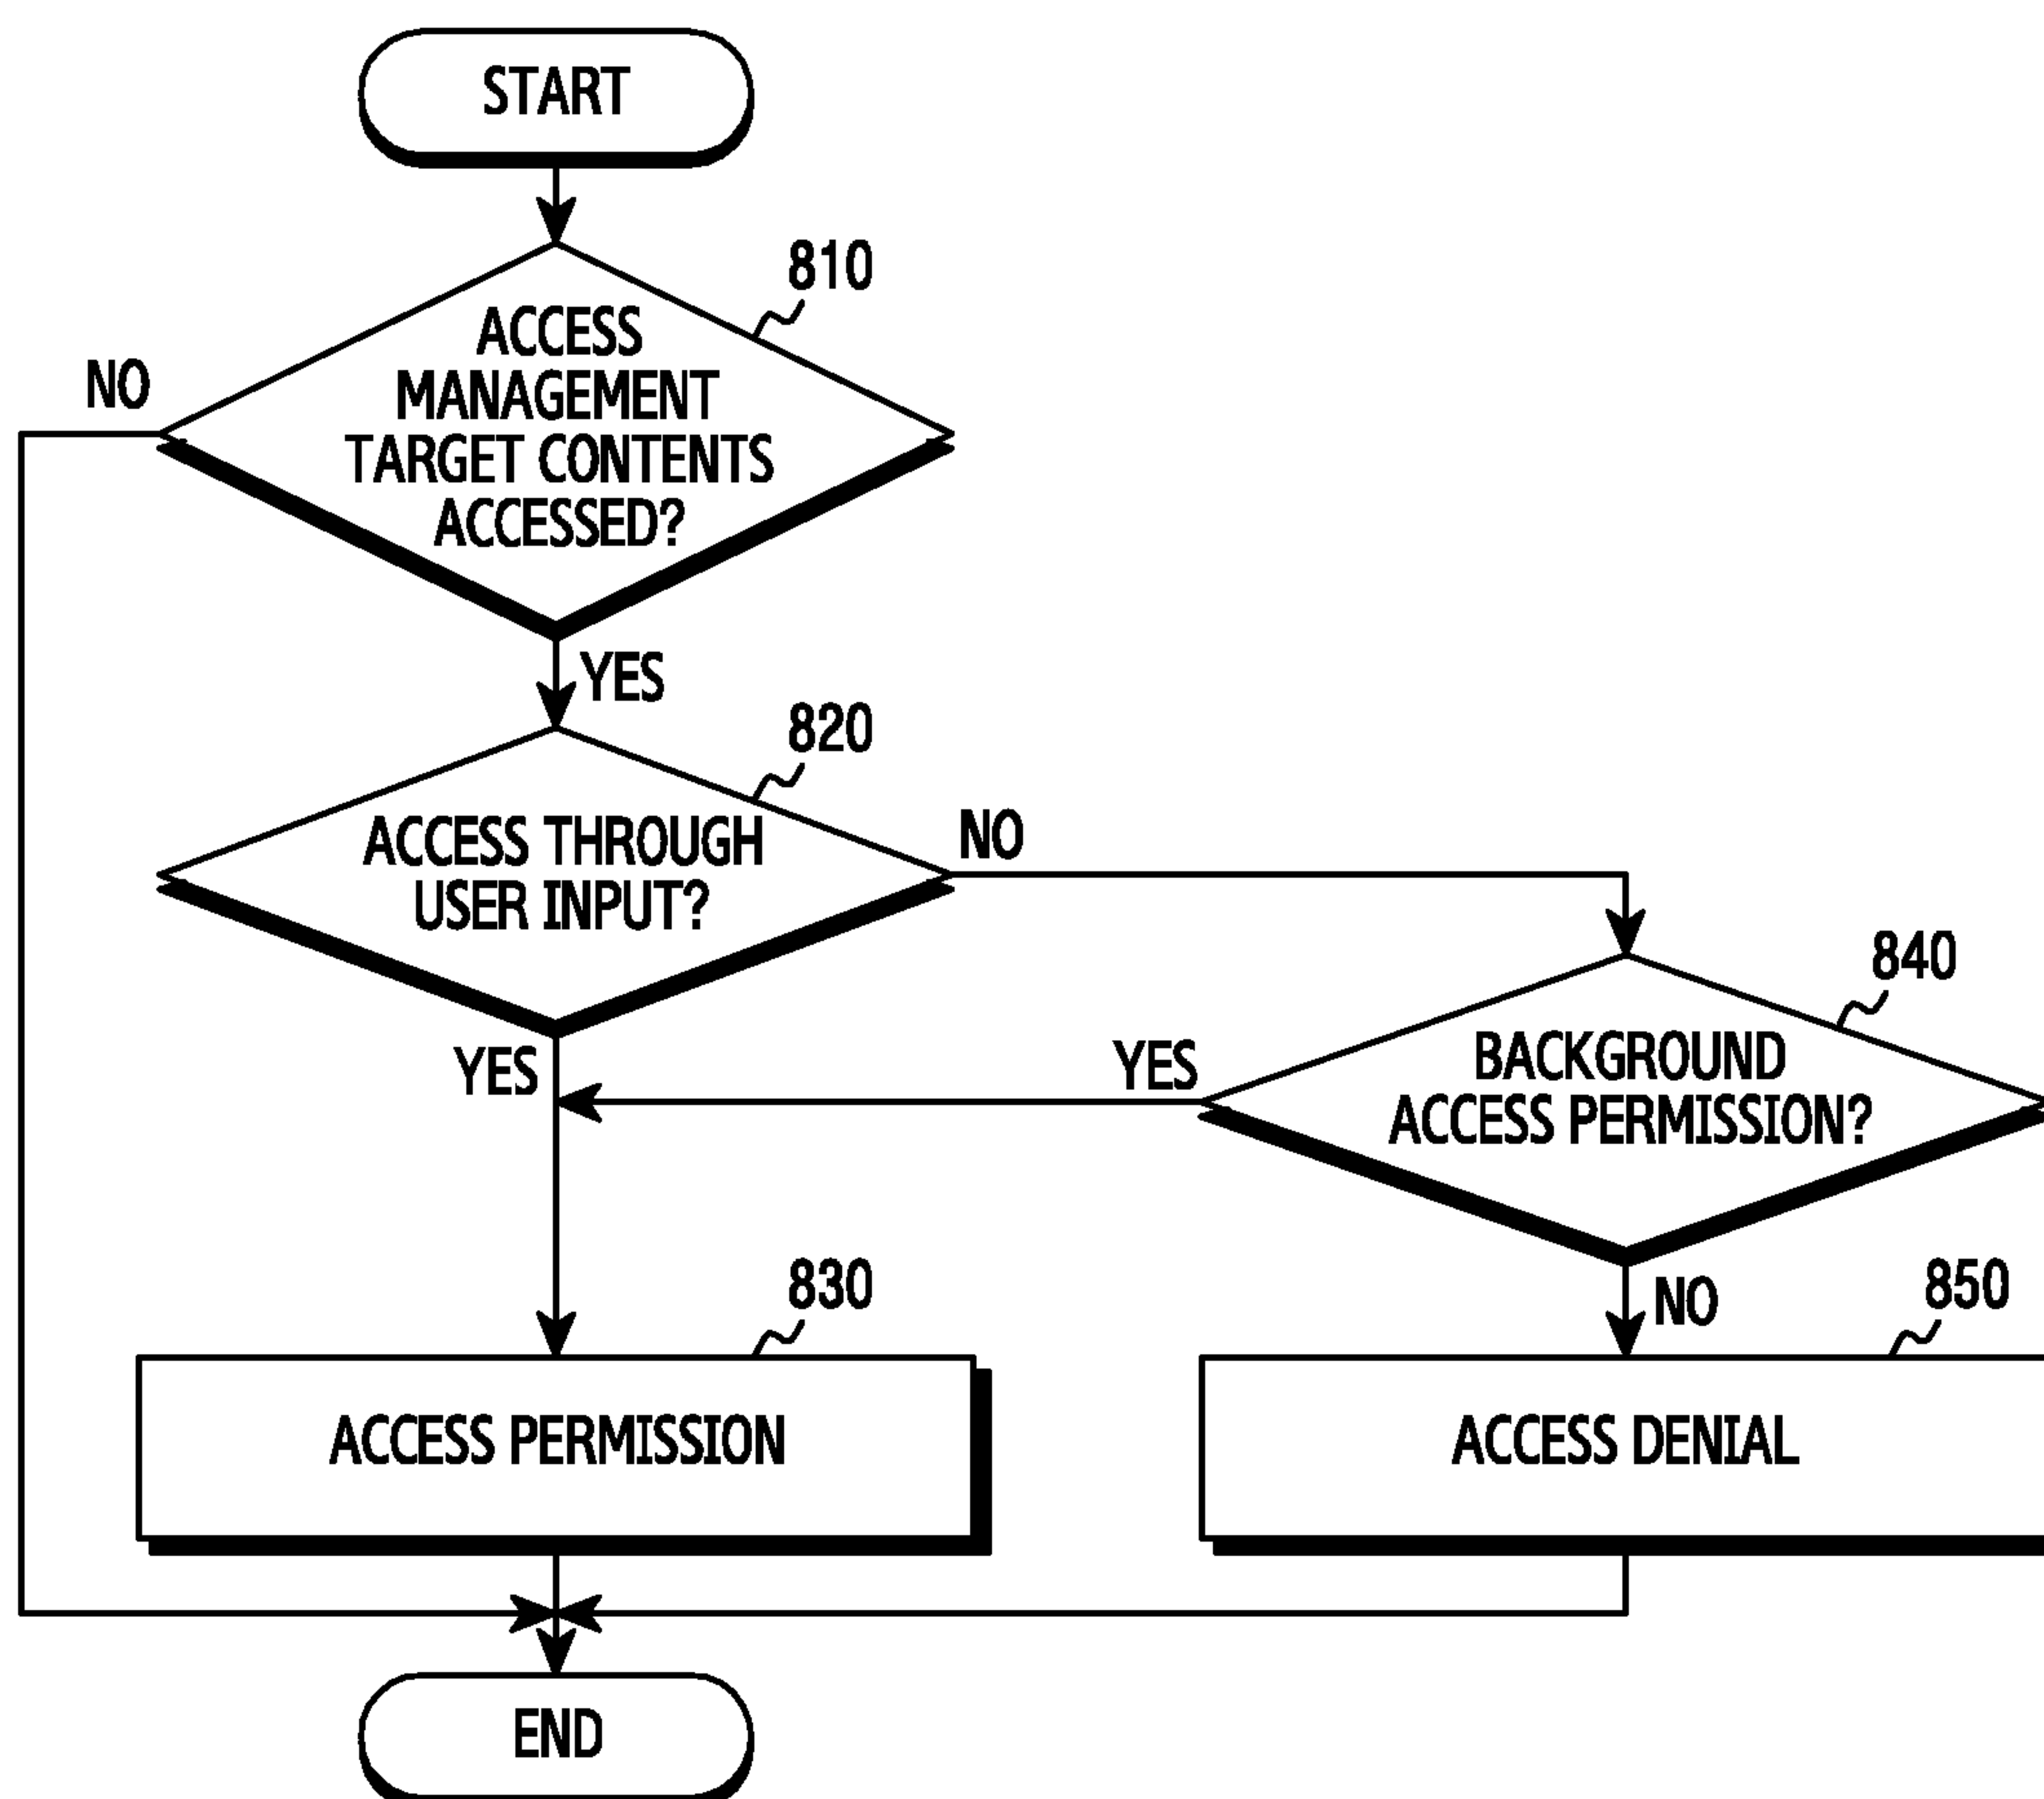 START
810
ACCESS
MANAGEMENT
TARGET CONTENTS
ACCESSED?
NO
YES
820
ACCESS THROUGH
USER INPUT?
NO
840
BACKGROUND
ACCESS PERMISSION?
YES
YES
NO
830
ACCESS PERMISSION
850
ACCESS DENIAL
END